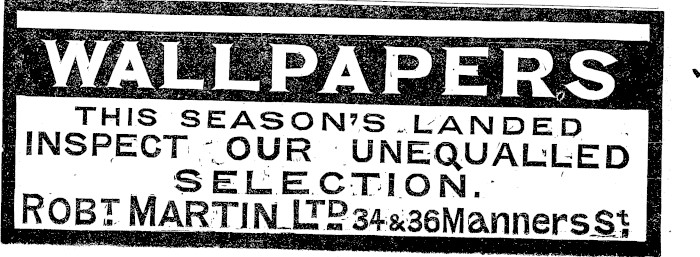 WALLPAPERS
THIS SEASON'S LANDED
INSPECT OUR UNEQUALLED
SELECTION.
ROBT. MARTIN LTD 34 & 36 Manners St.